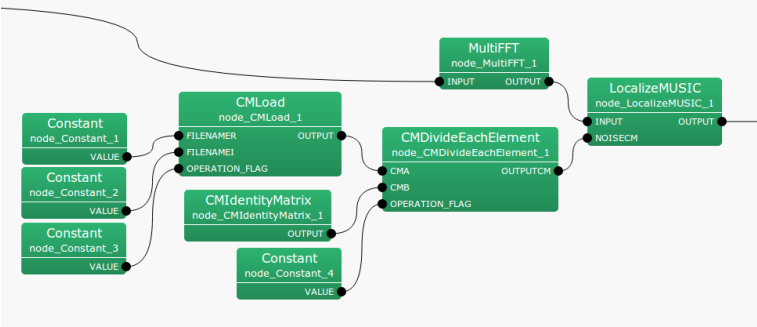 MultiFFT
node_MultiFFT_1
INPUT OUTPUT
LocalizeMUSIC
node_LocalizeMUSIC_1
INPUT OUTPUT
NOISECM
CMLoad
node_CMLoad_1
FILENAMER OUTPUT
FILENAMEI
OPERATION_FLAG
Constant
node_Constant_1
VALUE
Constant
node_Constant_2
VALUE
Constant
node_Constant_3
VALUE
CMDivideEachElement
node_CMDivideEachElement_1
CMA OUTPUTCM
CMB
OPERATION_FLAG
CMIdentityMatrix
node_CMIdentityMatrix_1
OUTPUT
Constant
node_Constant_4
VALUE